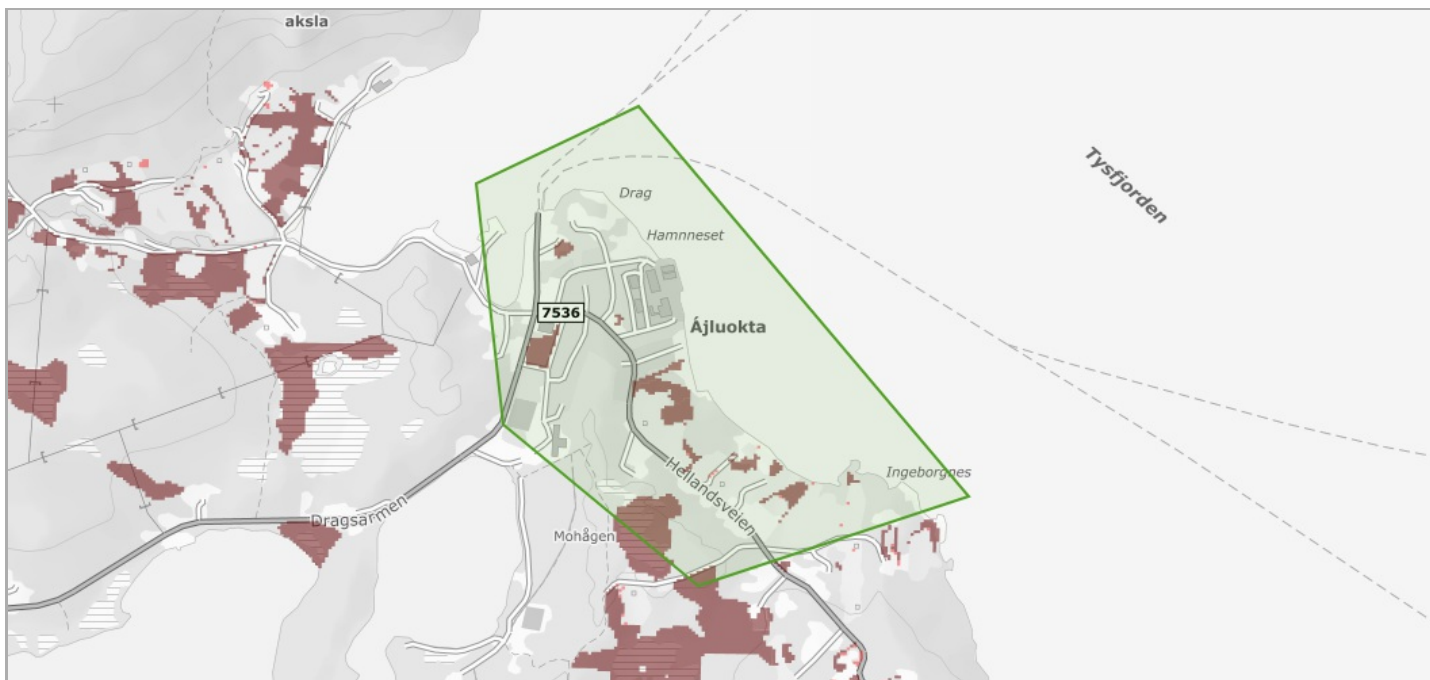 aksla
Tysfjorden
Drag
Hamnneset
7536
Ájluokta
Ingeborgnes
Hellandsveien
Dragsarmen
Mohågen